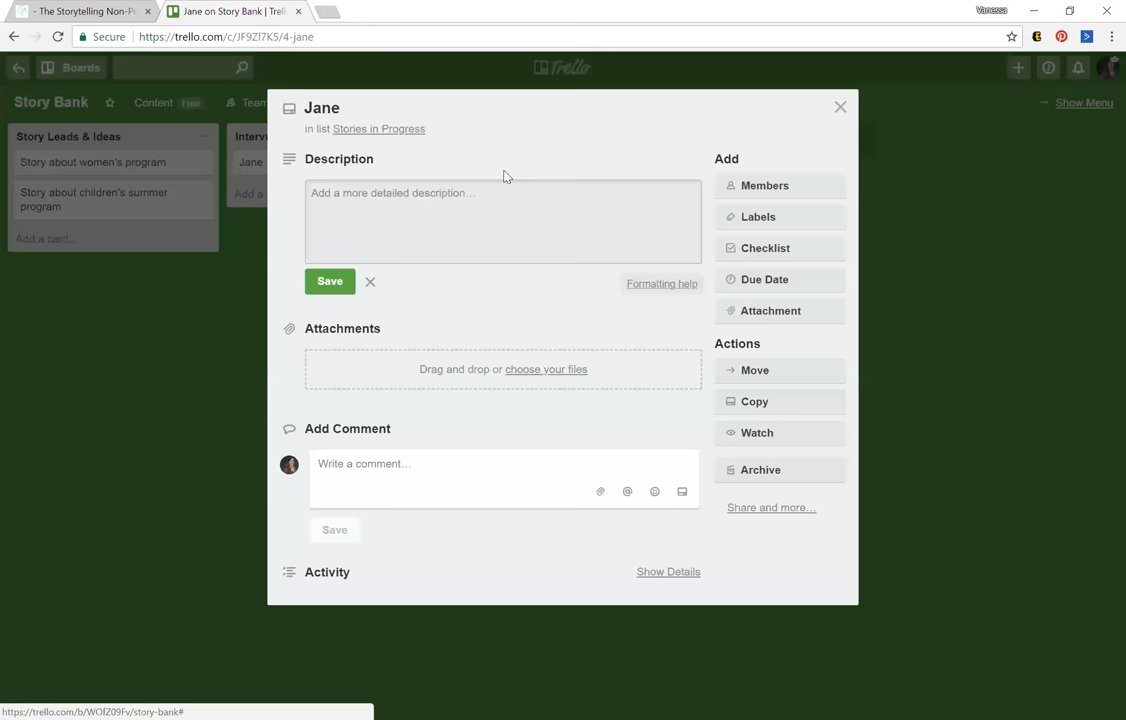 - The Storytelling Non-Pr
Jane on Story Bank | Trell
Vanessa
Secure
https://trello.com/c/JF9Zl7K5/4-jane
Boards
Trello
Story Bank
Content Free
Team
Show Menu
Story Leads & Ideas
Story about women's program
Story about children's summer
program
Add a card...
Intervi
Jane
Add a
Jane
in list Stories in Progress
Description
Add a more detailed description...
Save
Formatting help
Attachments
Drag and drop or choose your files
Add Comment
Write a comment...
Save
Activity
Show Details
Add
Members
Labels
Checklist
Due Date
Attachment
Actions
Move
Copy
Watch
Archive
Share and more...
https://trello.com/b/WOfZ09Fv/story-bank#